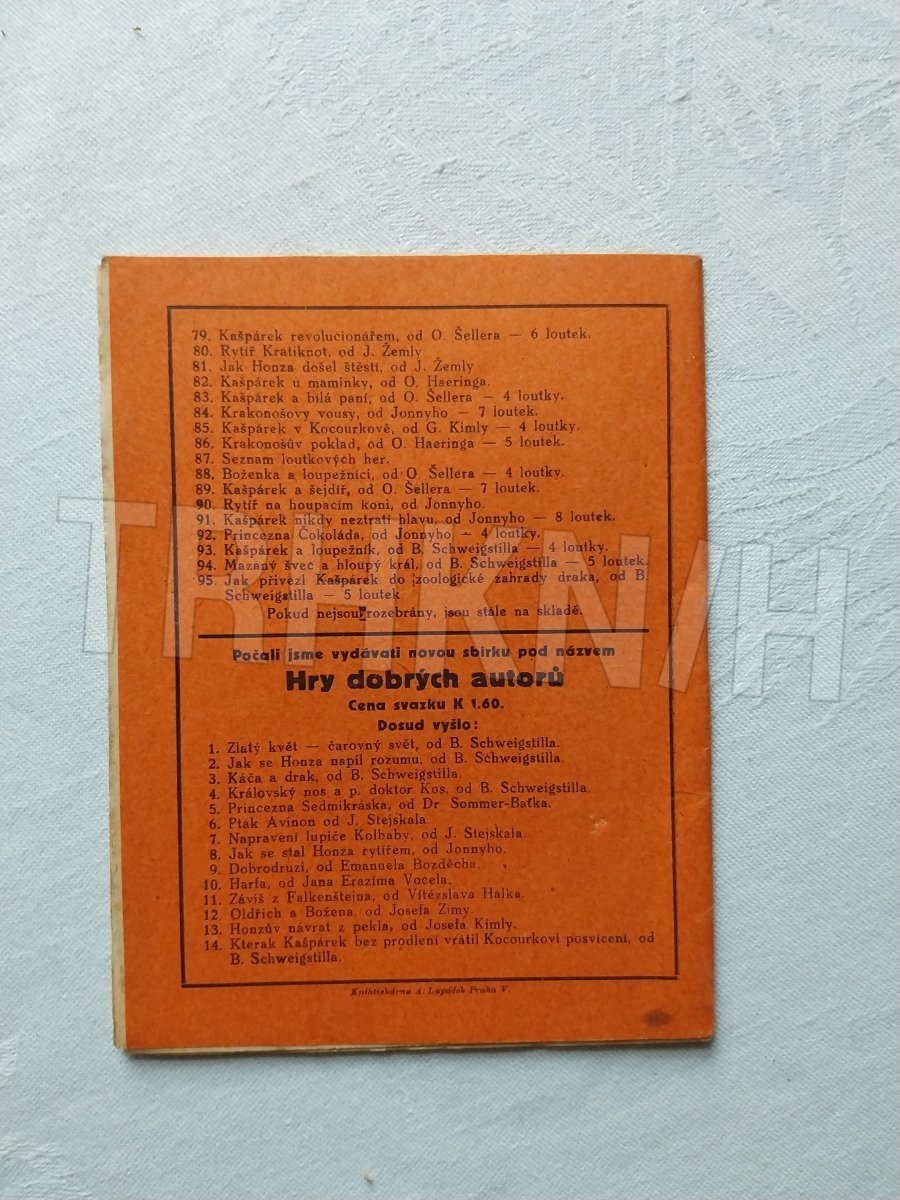 79. Kašpárek revolucionářem, od O. Šellera — 6 loutek.
80. Rytíř Kratiknot, od J. Žemly
81. Jak Honza došel štěstí, od J. Žemly
82. Kašpárek u maminky, od O. Haeringa.
83. Kašpárek a bílá paní, od O. Šellera — 4 loutky.
84. Krakonošovy vousy, od Jonnyho — 7 loutek.
85. Kašpárek v Kocourkově, od G. Kimly — 4 loutky.
86. Krakonošův poklad, od O. Haeringa — 5 loutek.
87. Seznam loutkových her.
88. Boženka a loupežníci, od O. Šellera — 4 loutky.
89. Kašpárek a šejdíř, od O. Šellera — 7 loutek.
90. Rytíř na houpacím koni, od Jonnyho.
91. Kašpárek nikdy neztratí hlavu, od Jonnyho — 8 loutek.
92. Princezna Čokoláda, od Jonnyho — 4 loutky.
93. Kašpárek a loupežník, od B. Schweigstilla — 4 loutky.
94. Mazaný švec a hloupý král, od B. Schweigstilla — 5 loutek.
95. Jak přivezl Kašpárek do zoologické zahrady draka, od B.
Schweigstilla — 5 loutek.
Pokud nejsou rozebrány, jsou stále na skladě.
Počali jsme vydávati novou sbírku pod názvem
Hry dobrých autorů
Cena svazku K 1.60.
Dosud vyšlo:
1. Zlatý květ — čarovný svět, od B. Schweigstilla.
2. Jak se Honza napil rozumu, od B. Schweigstilla.
3. Káča a drak, od B. Schweigstilla.
4. Královský nos a p. doktor Kos, od B. Schweigstilla.
5. Princezna Sedmikráska, od Dr Sommer-Baťka.
6. Pták Avinon od J. Stejskala.
7. Napravení lupiče Kolbaby, od J. Stejskala.
8. Jak se stal Honza rytířem, od Jonnyho.
9. Dobrodruzi, od Emanuela Bozděcha.
10. Harfa, od Jana Erazima Vocela.
11. Záviš z Falkenštejna, od Vítězslava Hálka.
12. Oldřich a Božena, od Josefa Zimy.
13. Honzův návrat z pekla, od Josefa Kimly.
14. Kterak Kašpárek bez prodlení vrátil Kocourkovi posvícení, od
B. Schweigstilla.
Knihtiskárna A. Lapáček Praha V.
TRHKNIH